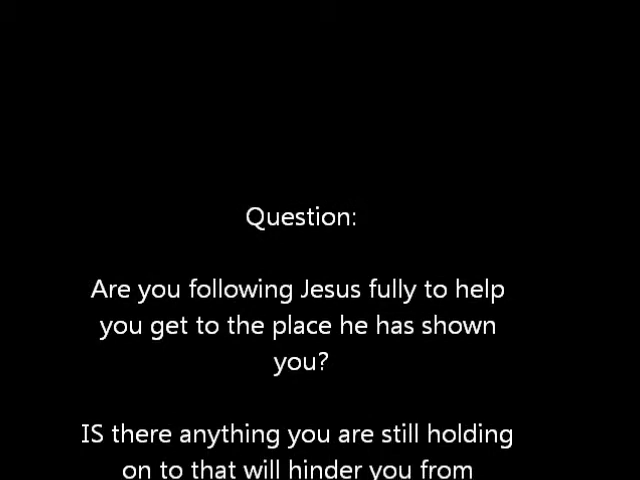 Question:
Are you following Jesus fully to help
you get to the place he has shown
you?
IS there anything you are still holding
on to that will hinder you from